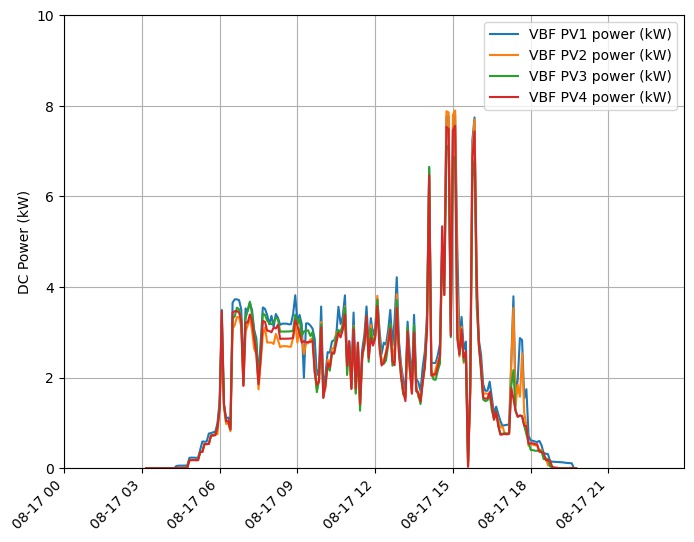 10
8
6
4
2
0
DC Power (kW)
VBF PV1 power (kW)
VBF PV2 power (kW)
VBF PV3 power (kW)
VBF PV4 power (kW)
08-17 00
08-17 03
08-17 06
08-17 09
08-17 12
08-17 15
08-17 18
08-17 21